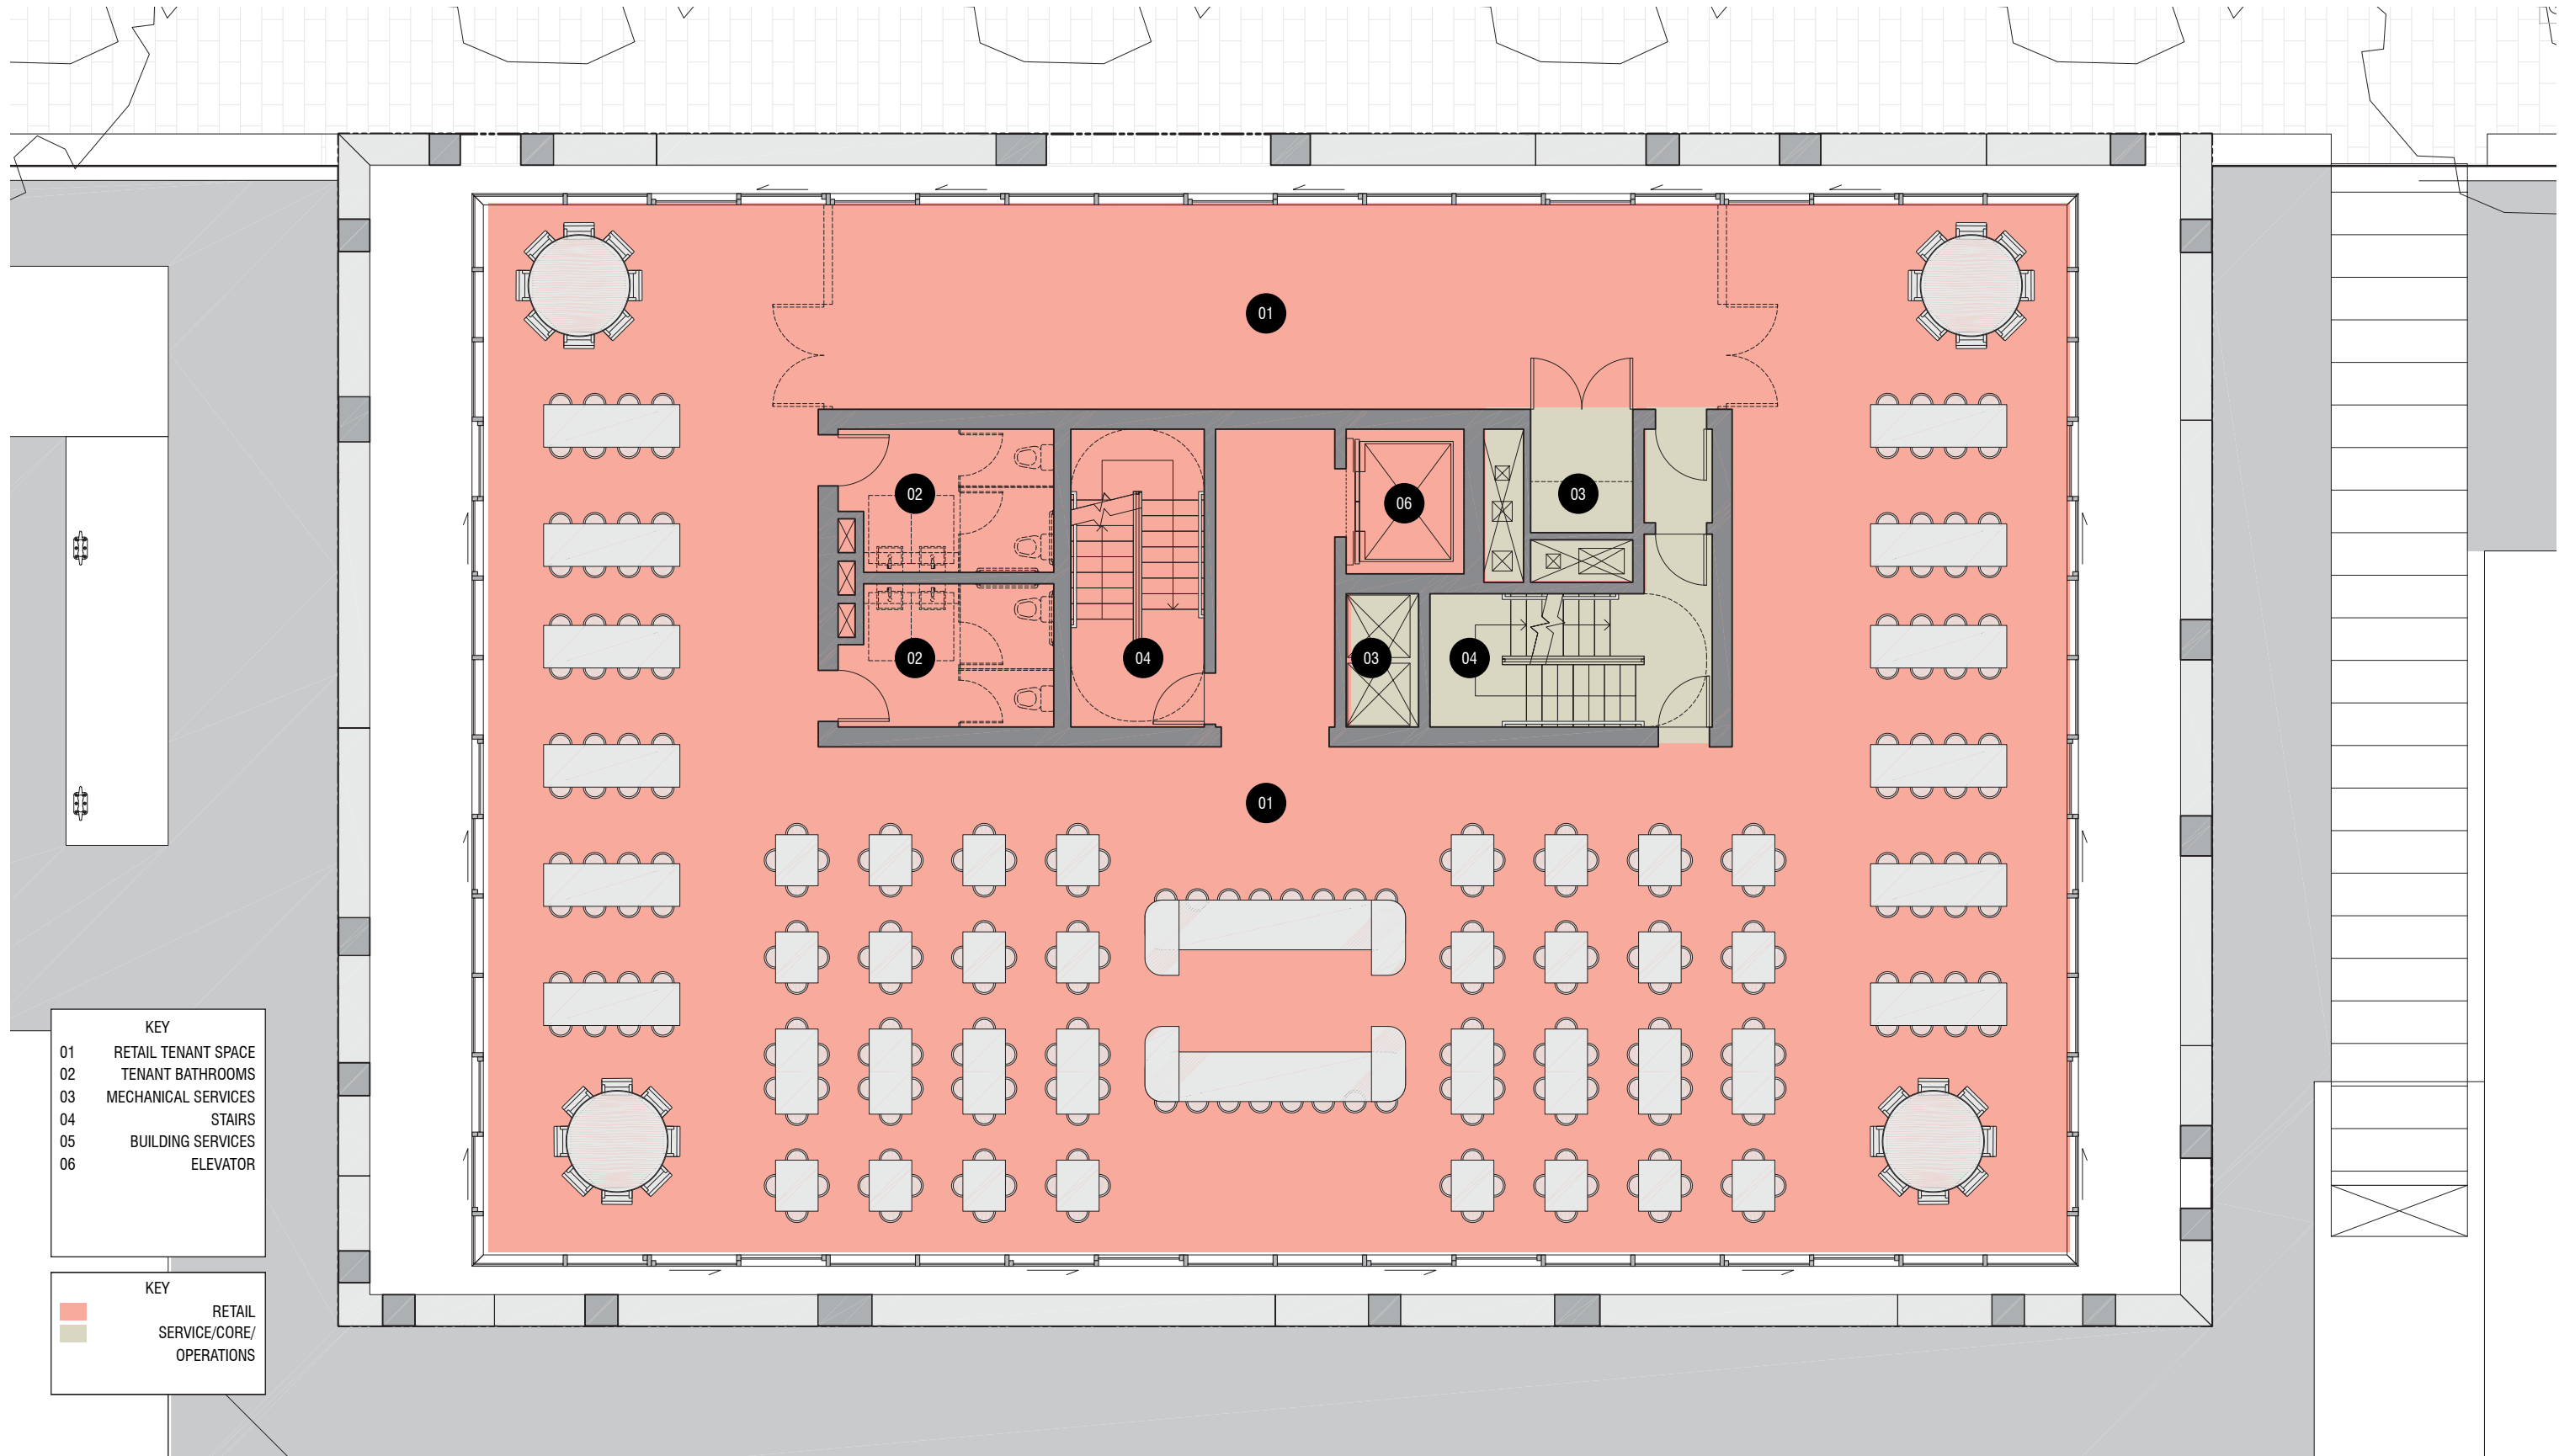 01
02
06
03
02
04
03
04
01
KEY
01 RETAIL TENANT SPACE
02 TENANT BATHROOMS
03 MECHANICAL SERVICES
04 STAIRS
05 BUILDING SERVICES
06 ELEVATOR
KEY
RETAIL
SERVICE/CORE/
OPERATIONS